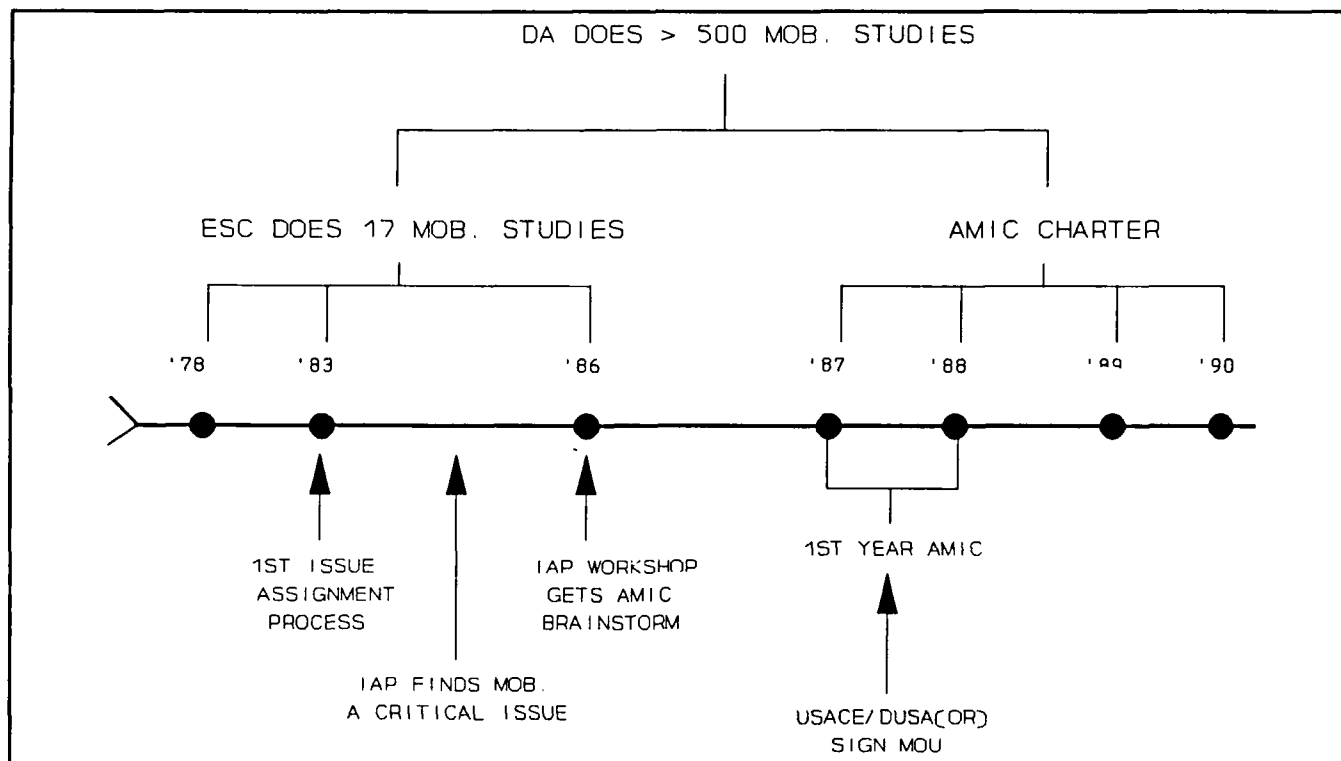 DA DOES > 500 MOB. STUDIES
ESC DOES 17 MOB. STUDIES
AMIC CHARTER
'78 '83 '86 '87 '88 '89 '90
1ST ISSUE
ASSIGNMENT
PROCESS
IAP FINDS MOB.
A CRITICAL ISSUE
IAP WORKSHOP
GETS AMIC
BRAINSTORM
1ST YEAR AMIC
USACE/DUSA(OR)
SIGN MOU